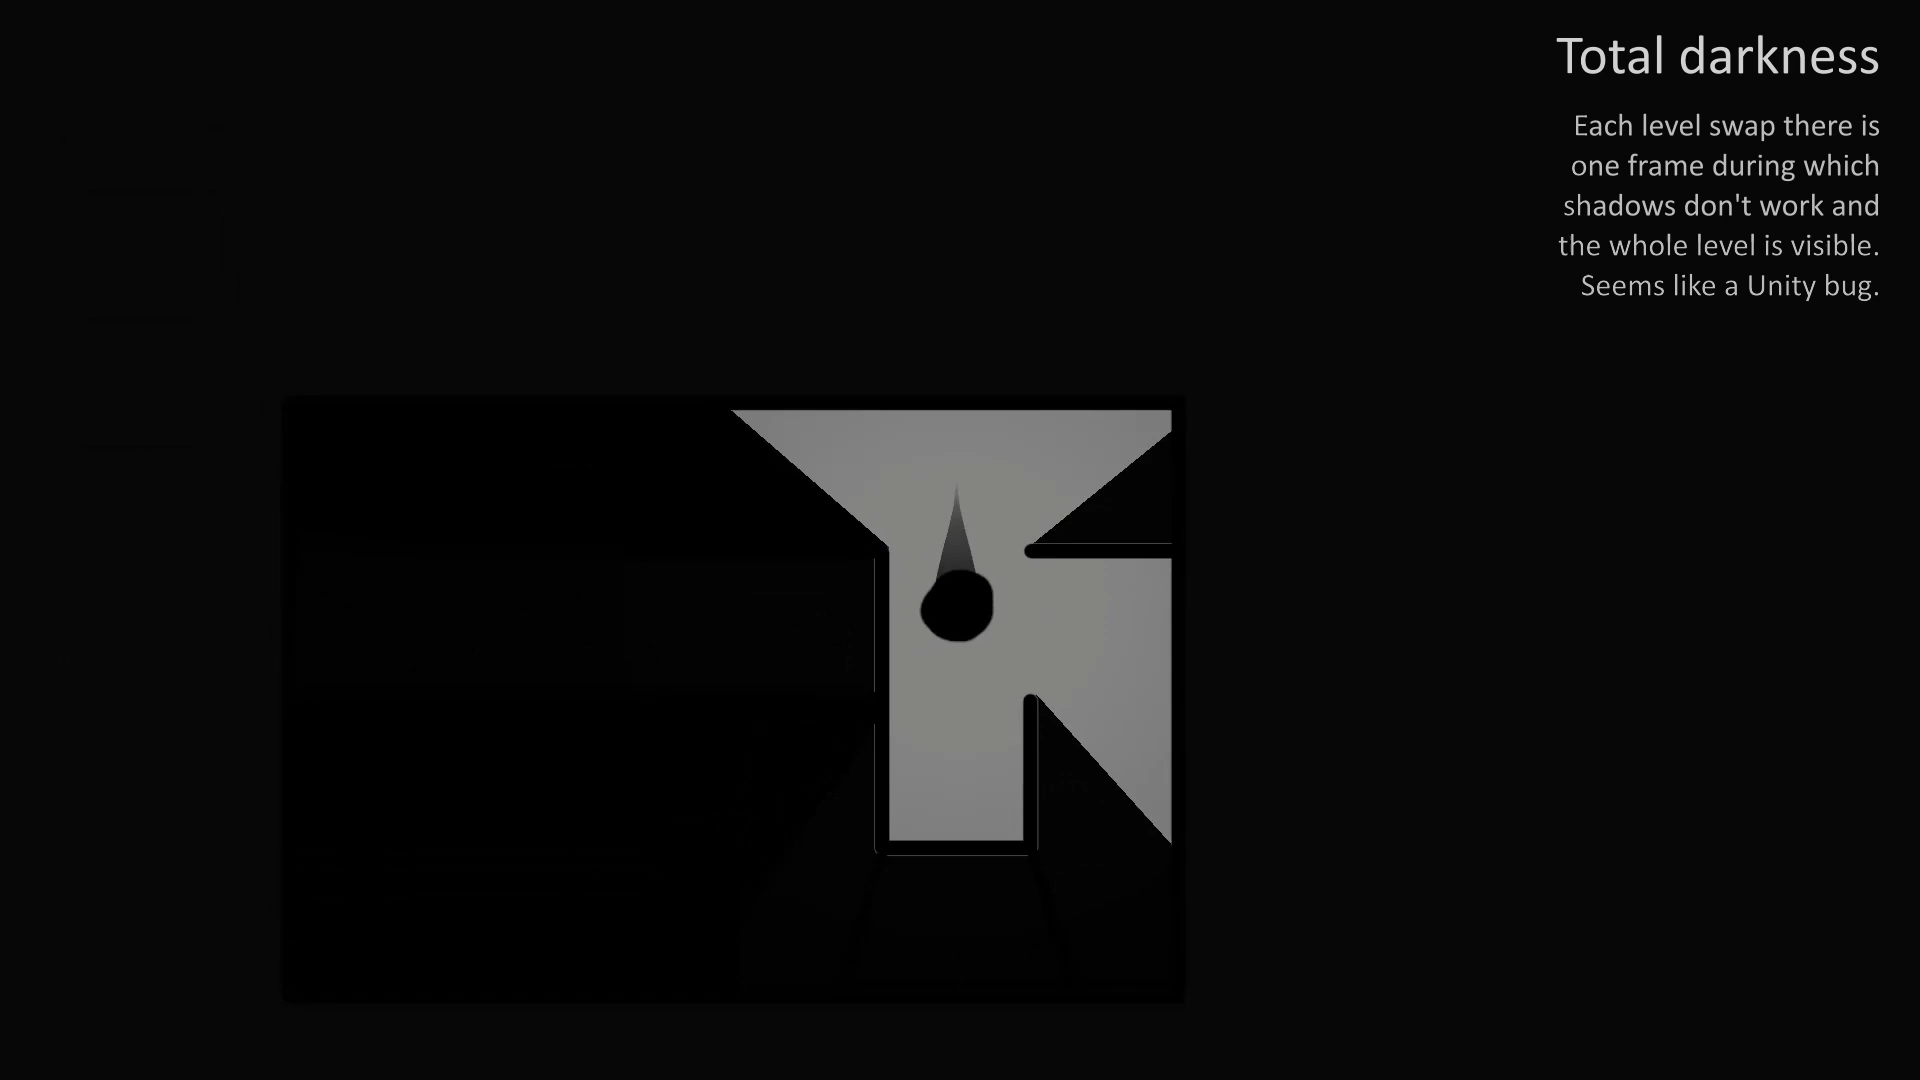 Total darkness
Each level swap there is
one frame during which
shadows don't work and
the whole level is visible.
Seems like a Unity bug.